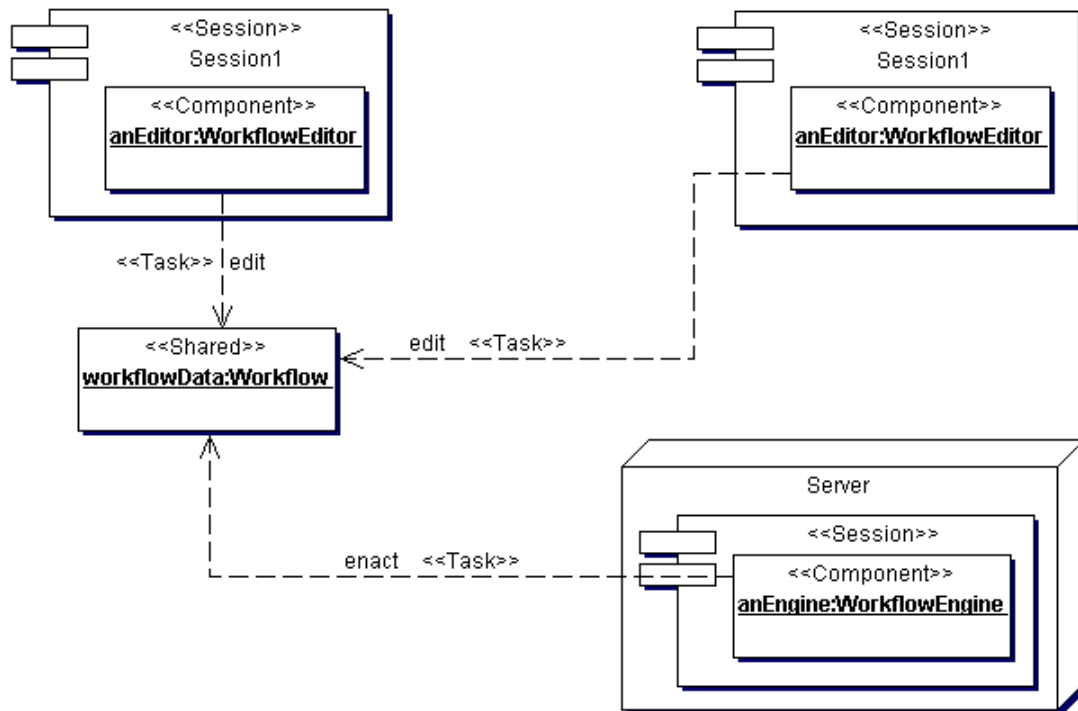 <<Session>>
Session1
<<Component>>
anEditor:WorkflowEditor
<<Session>>
Session1
<<Component>>
anEditor:WorkflowEditor
<<Task>> edit
<<Shared>>
workflowData:Workflow
edit <<Task>>
Server
<<Session>>
enact <<Task>>
<<Component>>
anEngine:WorkflowEngine